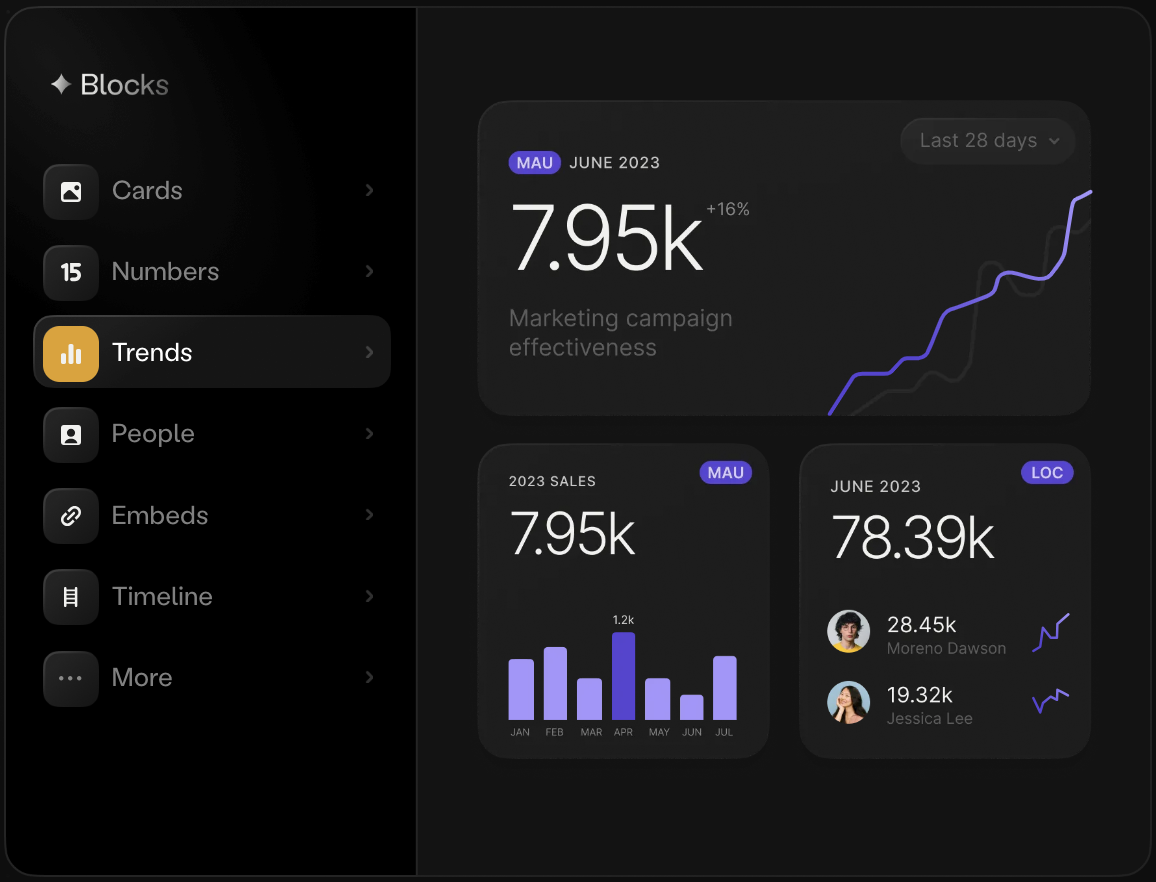 Blocks
Cards
15 Numbers
Trends
People
Embeds
Timeline
More
Last 28 days
MAU JUNE 2023
7.95k +16%
Marketing campaign
effectiveness
2023 SALES MAU
7.95k
1.2k
JAN FEB MAR APR MAY JUN JUL
LOC
JUNE 2023
78.39k
28.45k
Moreno Dawson
19.32k
Jessica Lee